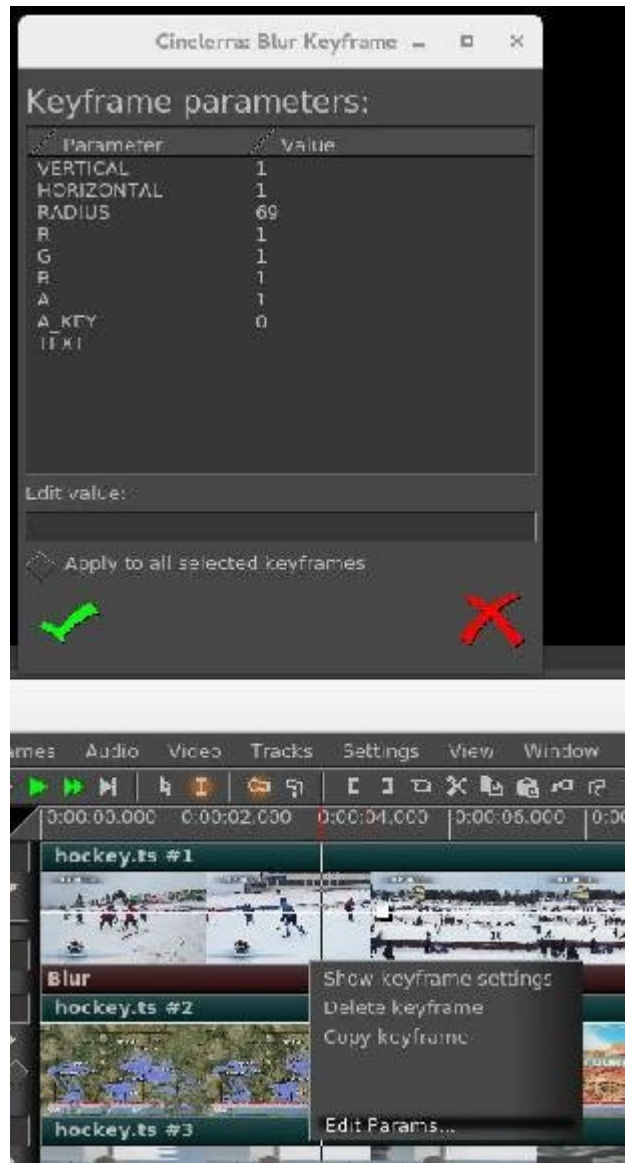 Cinelerra: Blur Keyframe
Keyframe parameters:
Parameter Value
VERTICAL 1
HORIZONTAL 1
RADIUS 69
R 1
G 1
B 1
A 1
A_KEY 0
TEXT
Edit value:
Apply to all selected keyframes
ames Audio Video Tracks Settings View Window
0:00:00.000 0:00:02.000 0:00:04.000 0:00:06.000 0:00
hockey.ts #1
Blur
Show keyframe settings
hockey.ts #2
Delete keyframe
Copy keyframe
Edit Params...
hockey.ts #3